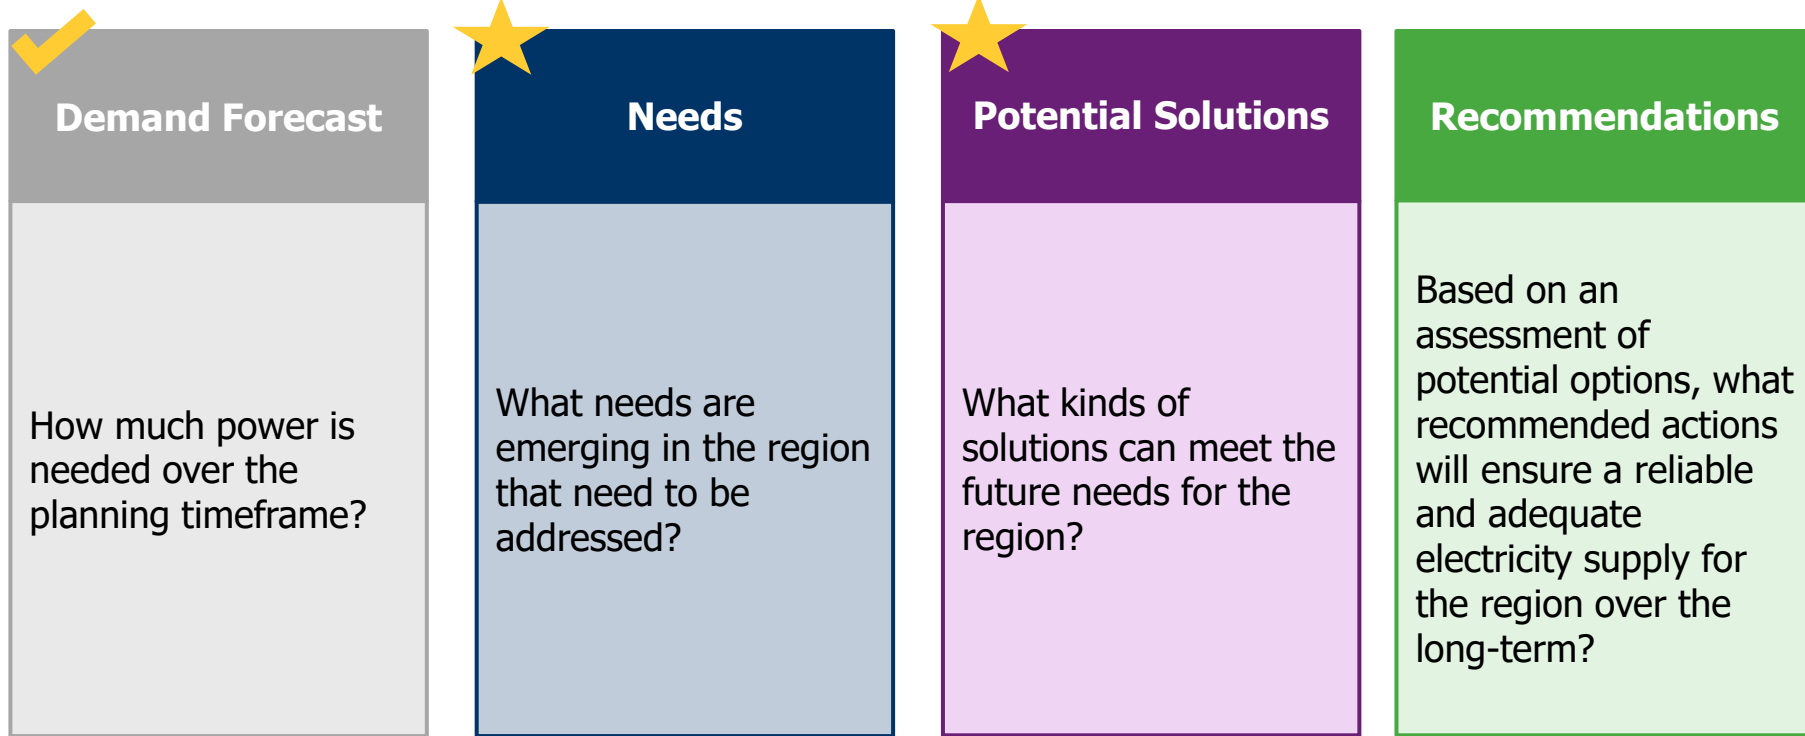 Demand Forecast
How much power is
needed over the
planning timeframe?
Needs
What needs are
emerging in the region
that need to be
addressed?
Potential Solutions
What kinds of
solutions can meet the
future needs for the
region?
Recommendations
Based on an
assessment of
potential options, what
recommended actions
will ensure a reliable
and adequate
electricity supply for
the region over the
long-term?